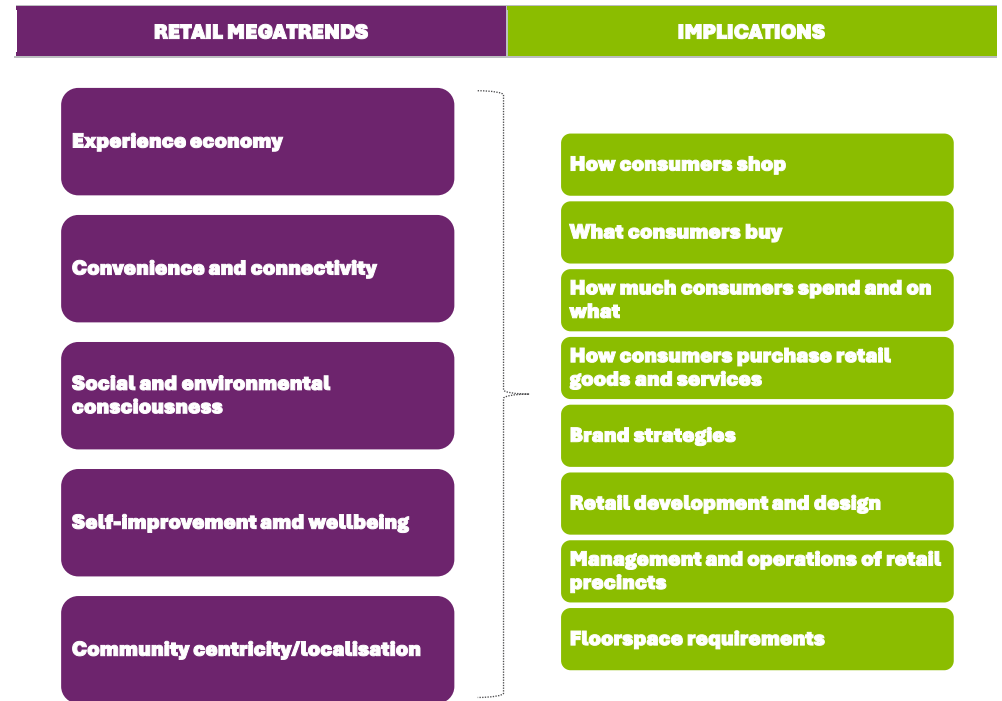 RETAIL MEGATRENDS
IMPLICATIONS
Experience economy
Convenience and connectivity
Social and environmental
consciousness
Self-improvement amd wellbeing
Community centricity/localisation
How consumers shop
What consumers buy
How much consumers spend and on
what
How consumers purchase retail
goods and services
Brand strategies
Retail development and design
Management and operations of retail
precincts
Floorspace requirements